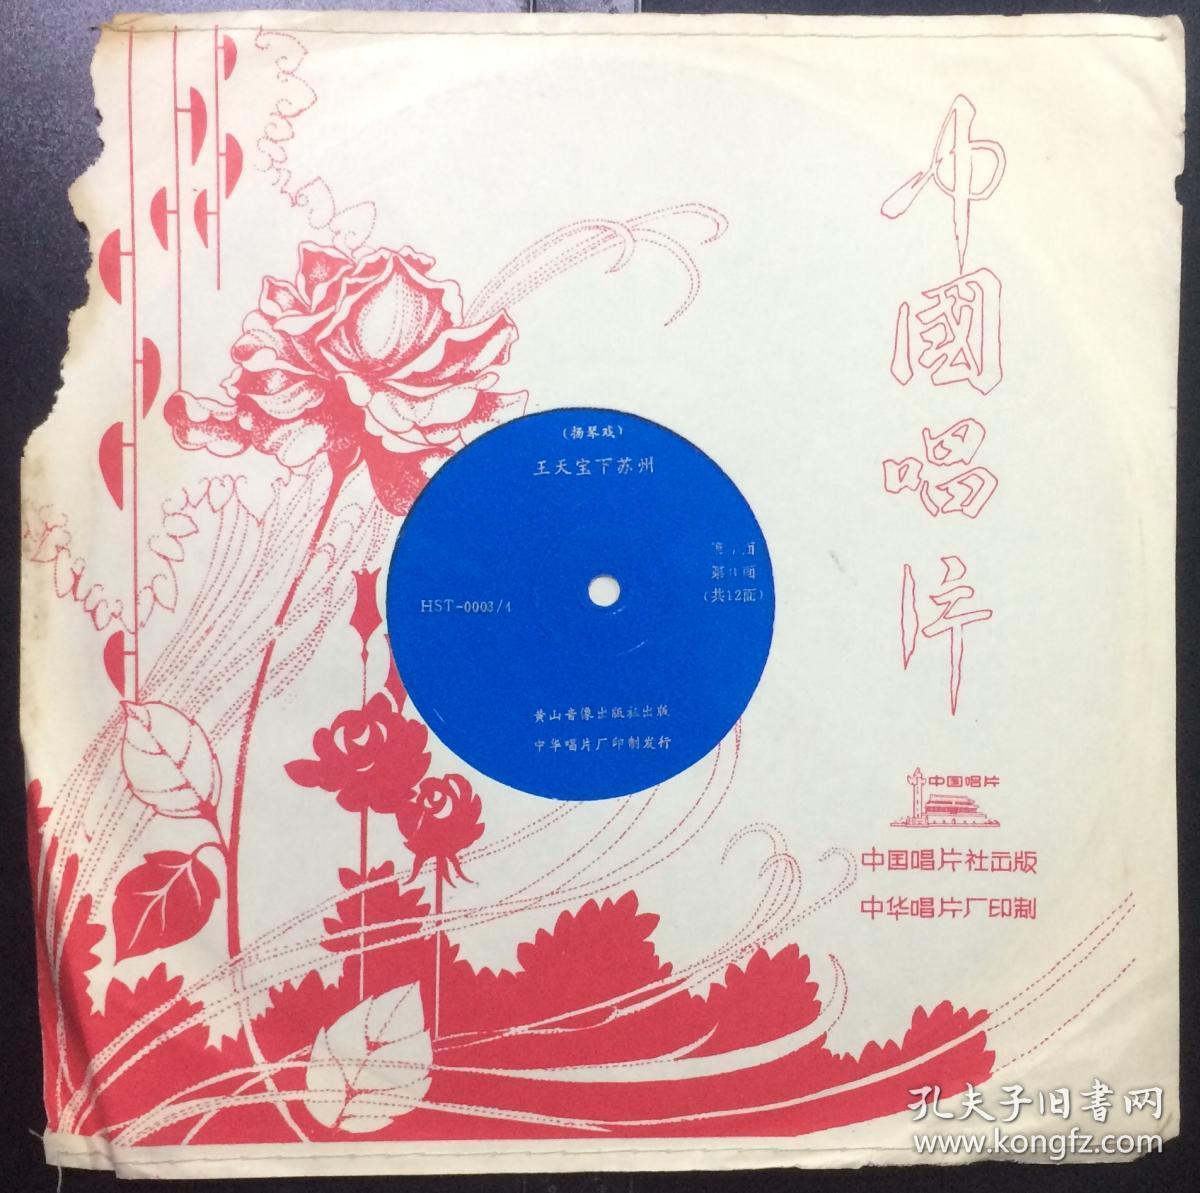 中國唱片
(扬琴戏)
王天宝下苏州
HST-0003/4
(共12面)
黄山音像出版社出版
中华唱片厂印制发行
中国唱片
中国唱片社出版
中华唱片厂印制
孔夫子旧書网
www.kongfz.com